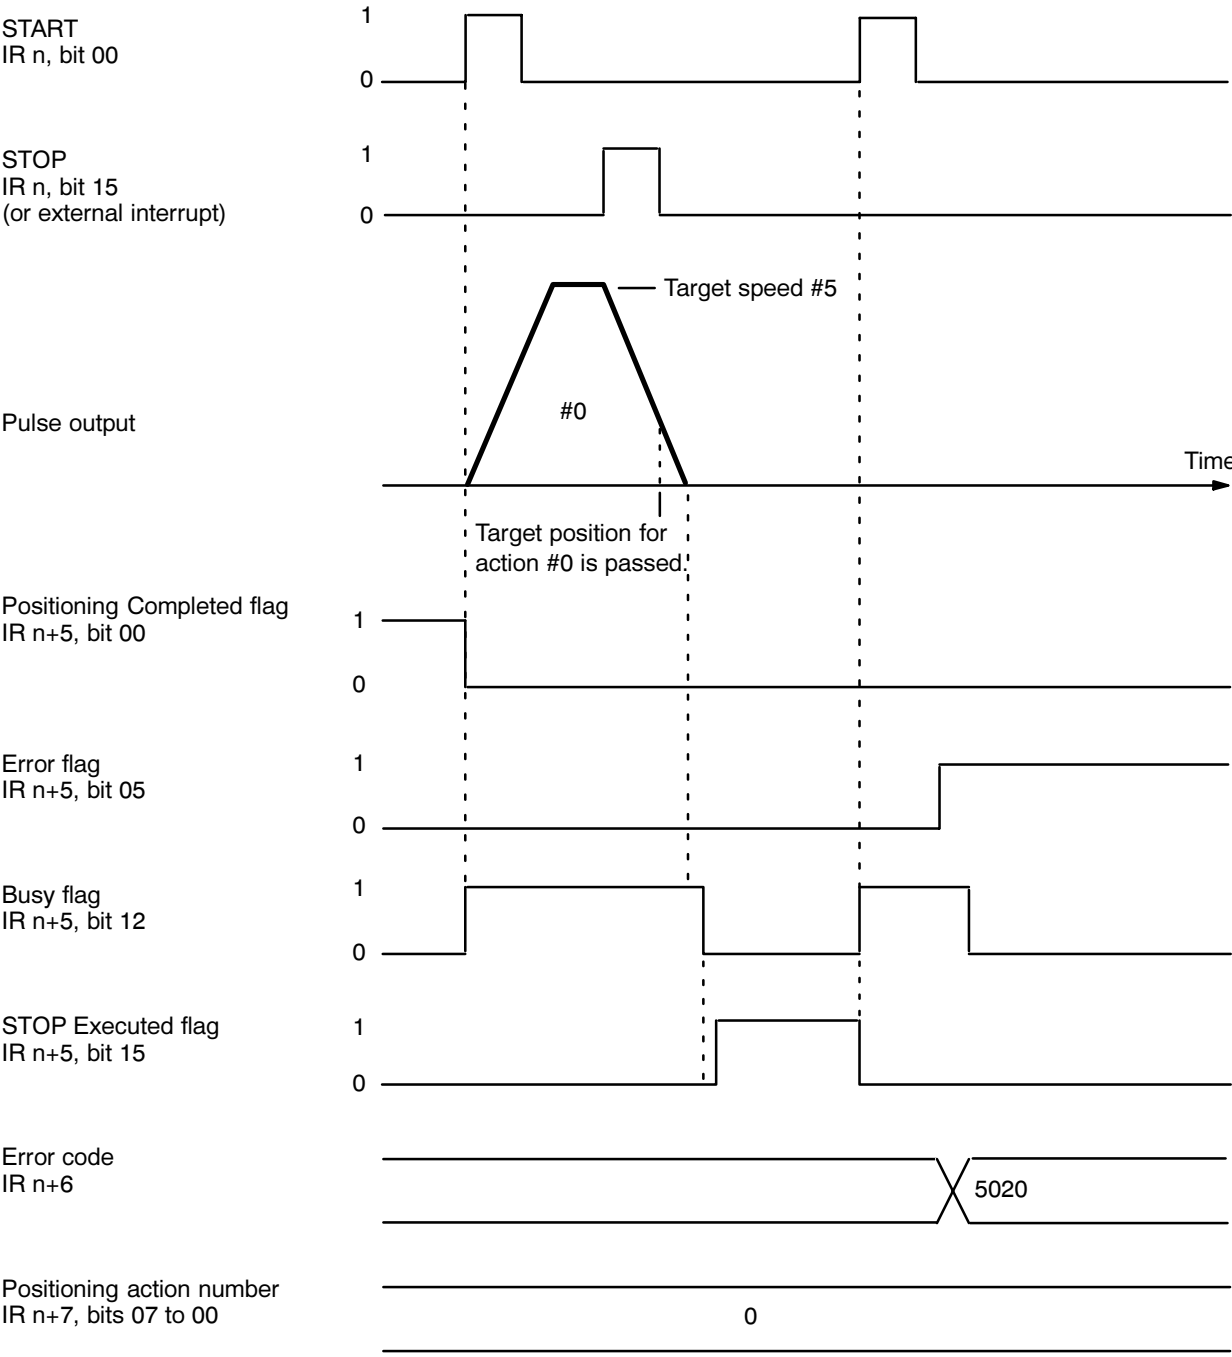 START
IR n, bit 00
1
0
STOP
IR n, bit 15
(or external interrupt)
1
0
Target speed #5
#0
Pulse output
Time
Target position for
action #0 is passed.
Positioning Completed flag
IR n+5, bit 00
1
0
Error flag
IR n+5, bit 05
1
0
Busy flag
IR n+5, bit 12
1
0
STOP Executed flag
IR n+5, bit 15
1
0
Error code
IR n+6
5020
Positioning action number
IR n+7, bits 07 to 00
0